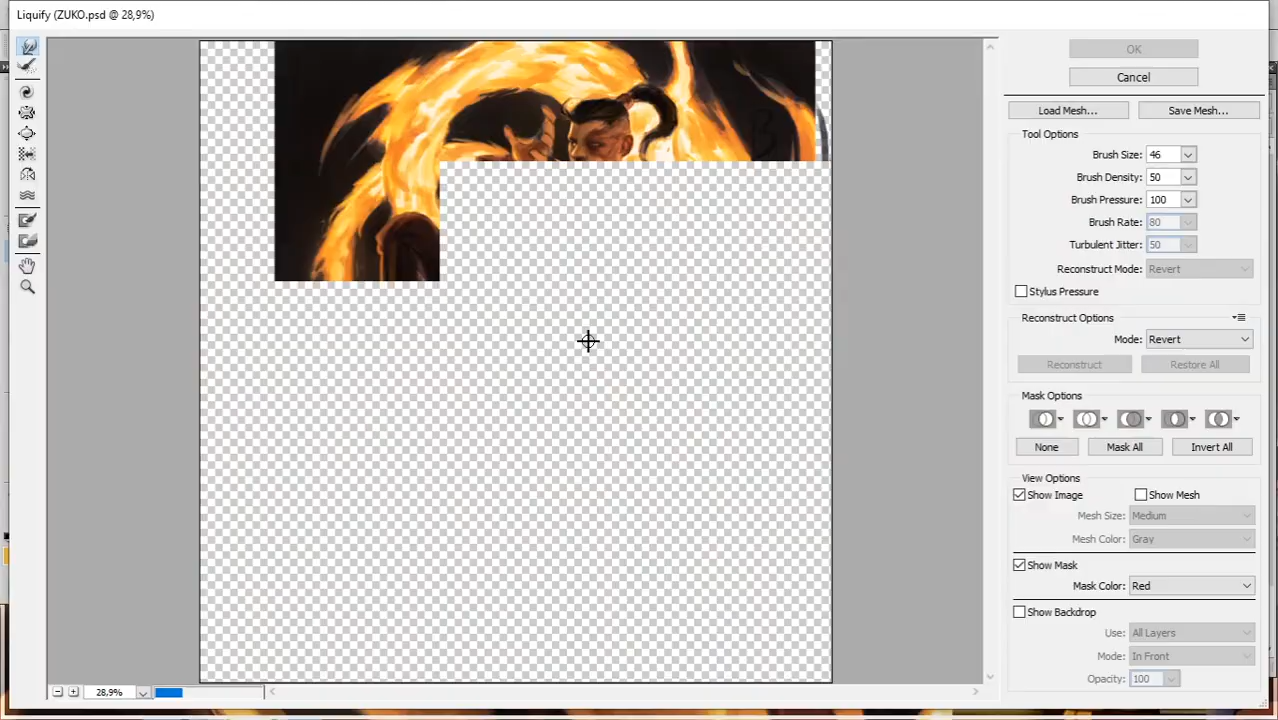 Liquify (ZUKO.psd @ 28,9%)
OK
Cancel
Load Mesh...
Save Mesh...
Tool Options
Brush Size: 46
Brush Density: 50
Brush Pressure: 100
Brush Rate: 80
Turbulent Jitter: 50
Reconstruct Mode: Revert
Stylus Pressure
Reconstruct Options
Mode: Revert
Reconstruct
Restore All
Mask Options
None
Mask All
Invert All
View Options
Show Image
Show Mesh
Mesh Size: Medium
Mesh Color: Gray
Show Mask
Mask Color: Red
Show Backdrop
Use: All Layers
Mode: In Front
Opacity: 100
28,9%